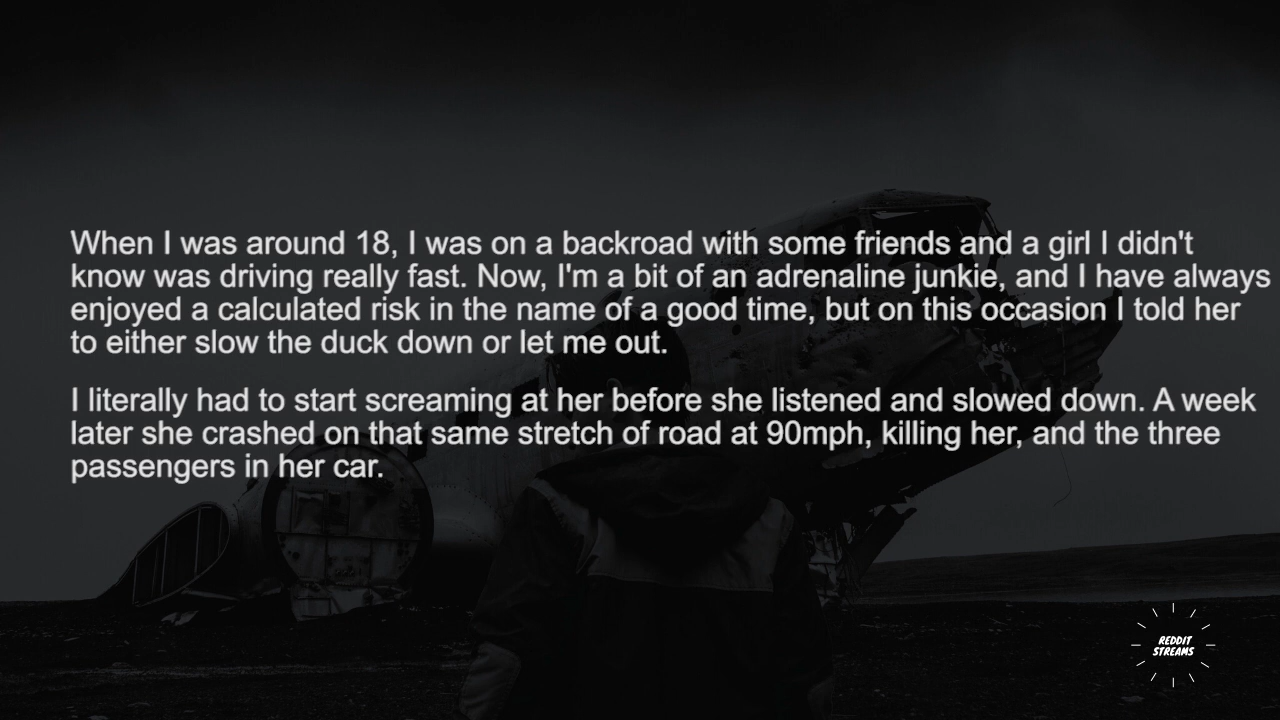 When I was around 18, I was on a backroad with some friends and a girl I didn't
know was driving really fast. Now, I'm a bit of an adrenaline junkie, and I have always
enjoyed a calculated risk in the name of a good time, but on this occasion I told her
to either slow the duck down or let me out.
I literally had to start screaming at her before she listened and slowed down. A week
later she crashed on that same stretch of road at 90mph, killing her, and the three
passengers in her car.
REDDIT
STREAMS